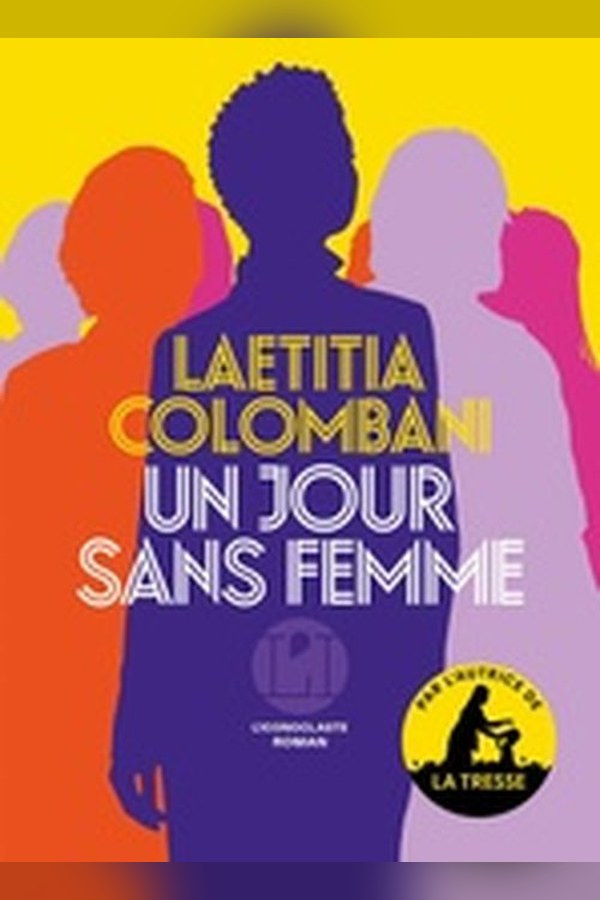 LAETITIA
COLOMBANI
UN JOUR
SANS FEMME
L'ICONOCLASTE
ROMAN
PAR L'AUTRICE DE
LA TRESSE